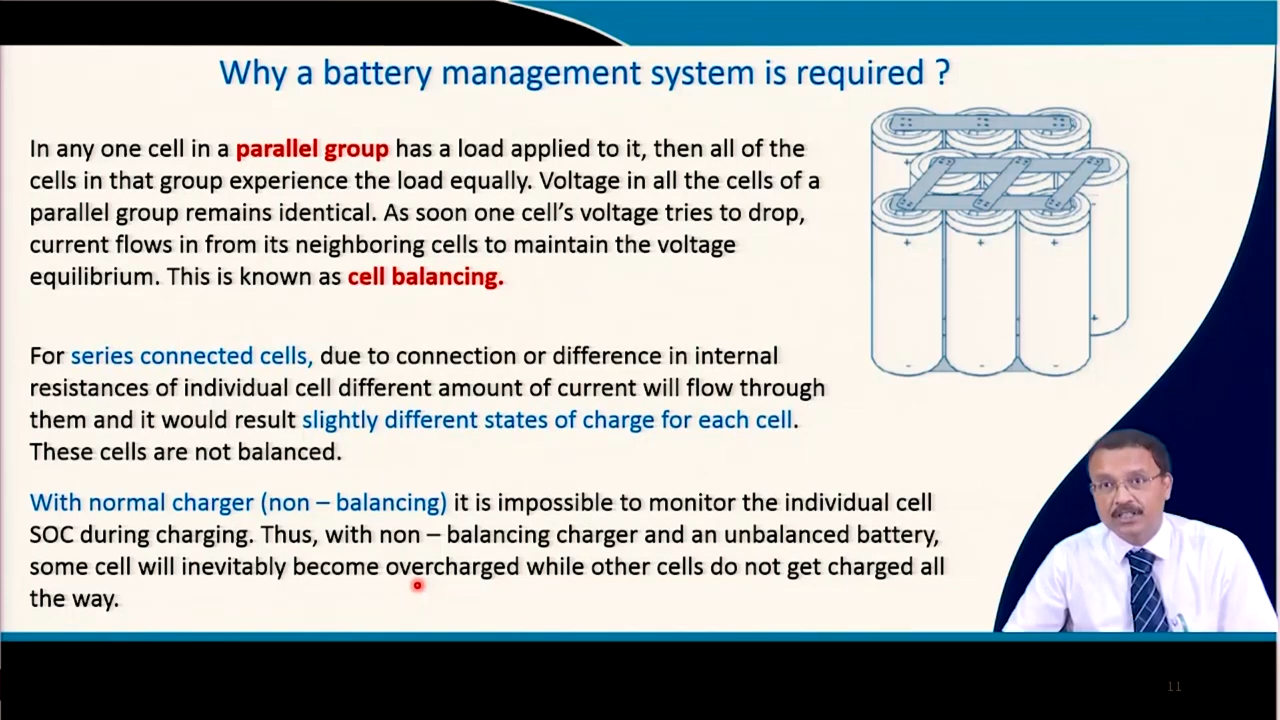 Why a battery management system is required ?
In any one cell in a parallel group has a load applied to it, then all of the
cells in that group experience the load equally. Voltage in all the cells of a
parallel group remains identical. As soon one cell's voltage tries to drop,
current flows in from its neighboring cells to maintain the voltage
equilibrium. This is known as cell balancing.
For series connected cells, due to connection or difference in internal
resistances of individual cell different amount of current will flow through
them and it would result slightly different states of charge for each cell.
These cells are not balanced.
With normal charger (non – balancing) it is impossible to monitor the individual cell
SOC during charging. Thus, with non – balancing charger and an unbalanced battery,
some cell will inevitably become overcharged while other cells do not get charged all
the way.
11